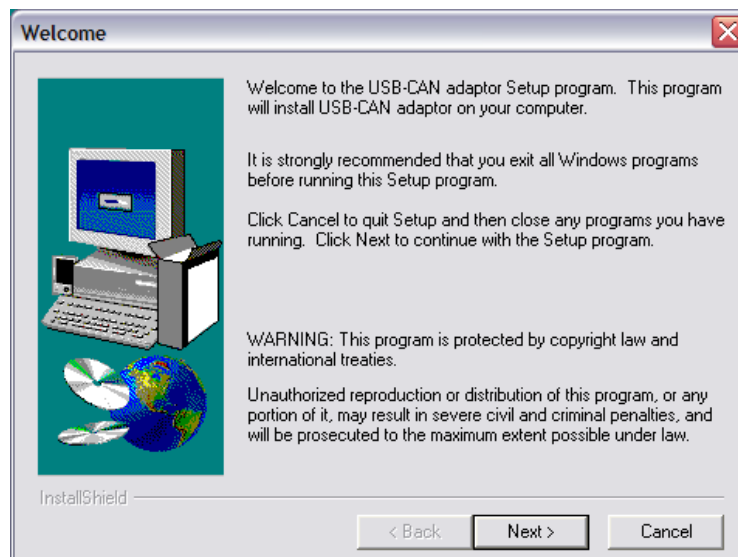 Welcome
Welcome to the USB-CAN adaptor Setup program.  This program
will install USB-CAN adaptor on your computer.
It is strongly recommended that you exit all Windows programs
before running this Setup program.
Click Cancel to quit Setup and then close any programs you have
running.  Click Next to continue with the Setup program.
WARNING: This program is protected by copyright law and
international treaties.
Unauthorized reproduction or distribution of this program, or any
portion of it, may result in severe civil and criminal penalties, and
will be prosecuted to the maximum extent possible under law.
InstallShield
< Back
Next >
Cancel